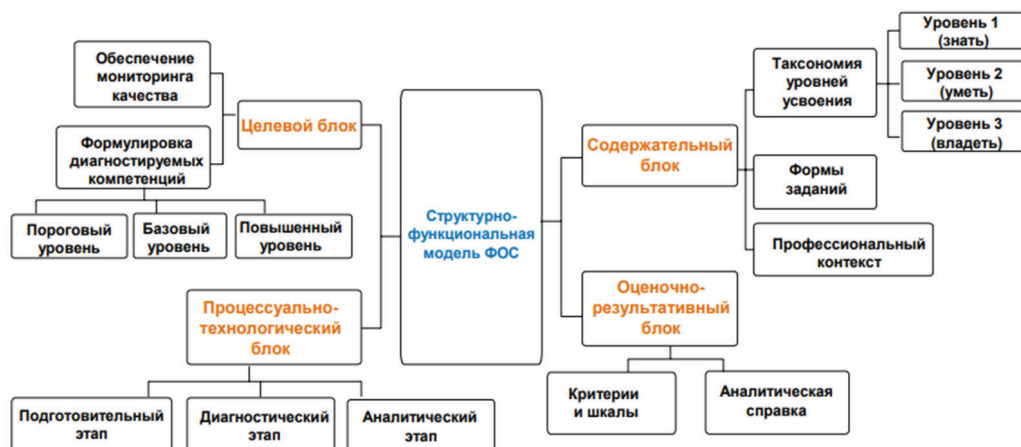 Обеспечение
мониторинга
качества
Целевой блок
Формулировка
диагностируемых
компетенций
Пороговый
уровень
Базовый
уровень
Повышенный
уровень
Процессуально-
технологический
блок
Подготовительный
этап
Диагностический
этап
Аналитический
этап
Структурно-
функциональная
модель ФОС
Содержательный
блок
Таксономия
уровней
усвоения
Уровень 1
(знать)
Уровень 2
(уметь)
Уровень 3
(владеть)
Формы
заданий
Профессиональный
контекст
Оценочно-
результативный
блок
Критерии
и шкалы
Аналитическая
справка